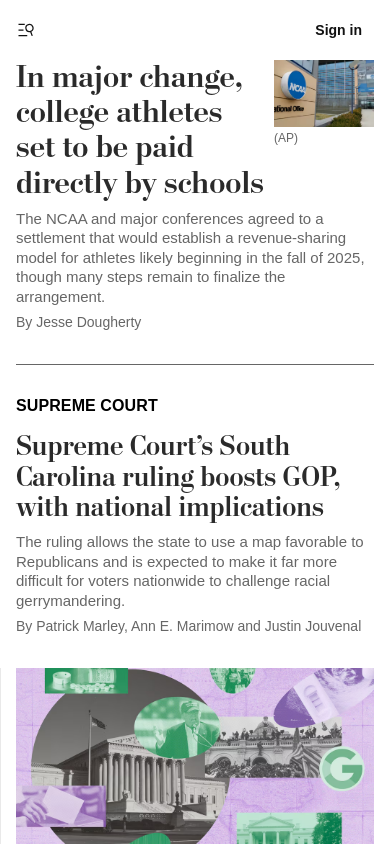 Sign in
In major change,
college athletes
set to be paid
directly by schools
NCAA
ational Office
(AP)
The NCAA and major conferences agreed to a
settlement that would establish a revenue-sharing
model for athletes likely beginning in the fall of 2025,
though many steps remain to finalize the
arrangement.
By Jesse Dougherty
SUPREME COURT
Supreme Court’s South
Carolina ruling boosts GOP,
with national implications
The ruling allows the state to use a map favorable to
Republicans and is expected to make it far more
difficult for voters nationwide to challenge racial
gerrymandering.
By Patrick Marley, Ann E. Marimow and Justin Jouvenal
G